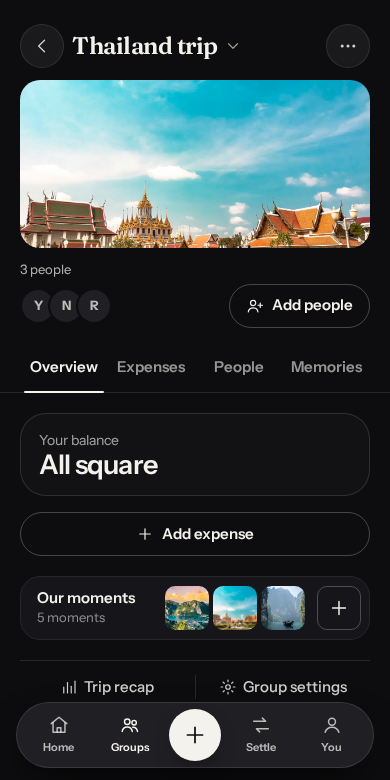 Thailand trip
3 people
Y N R
Add people
Overview Expenses People Memories
Your balance
All square
Add expense
Our moments
5 moments
Trip recap Group settings
Home Groups Settle You